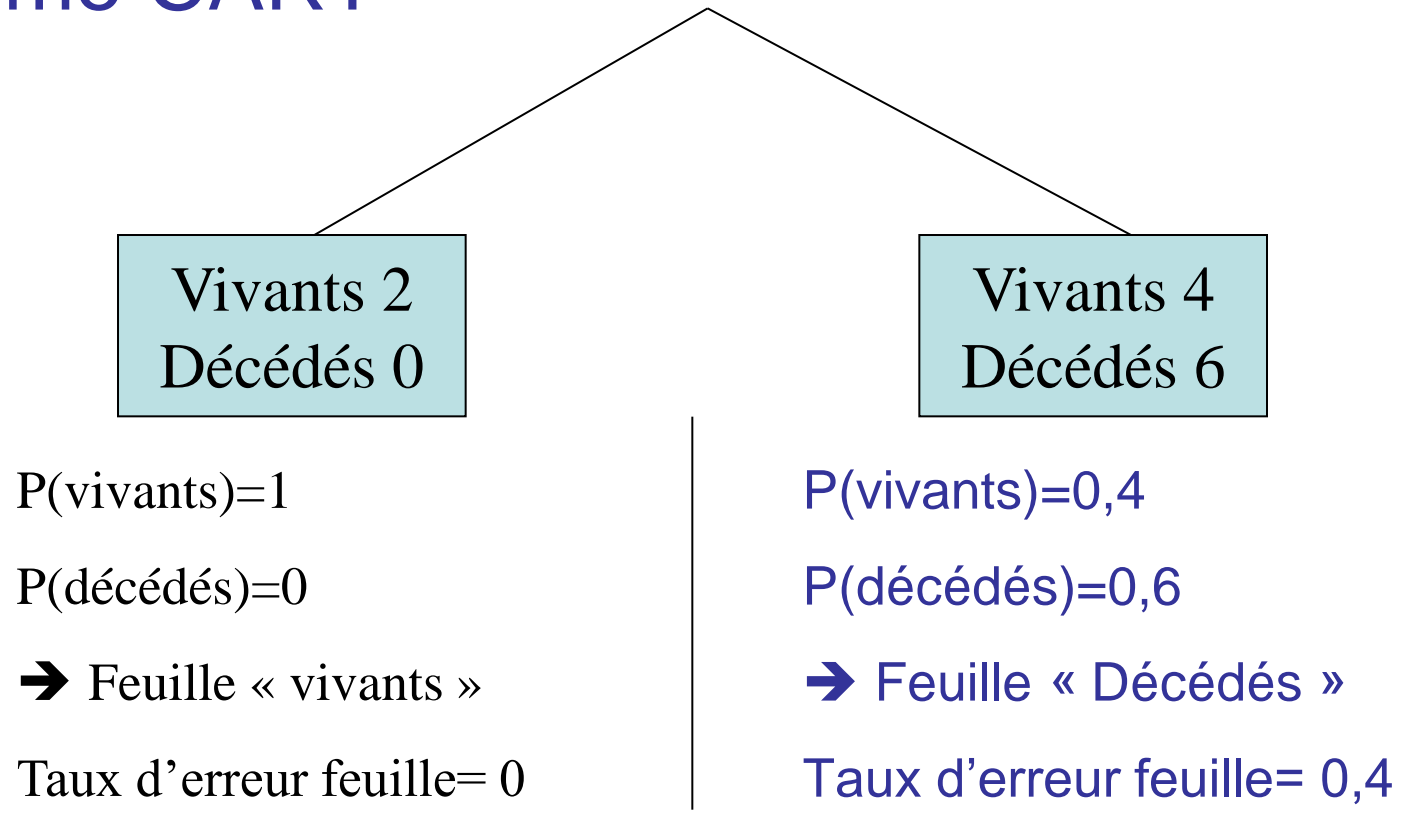 CART
Vivants 2
Décédés 0
Vivants 4
Décédés 6
P(vivants)=1
P(décédés)=0
➔ Feuille « vivants »
Taux d’erreur feuille= 0
P(vivants)=0,4
P(décédés)=0,6
➔ Feuille « Décédés »
Taux d’erreur feuille= 0,4